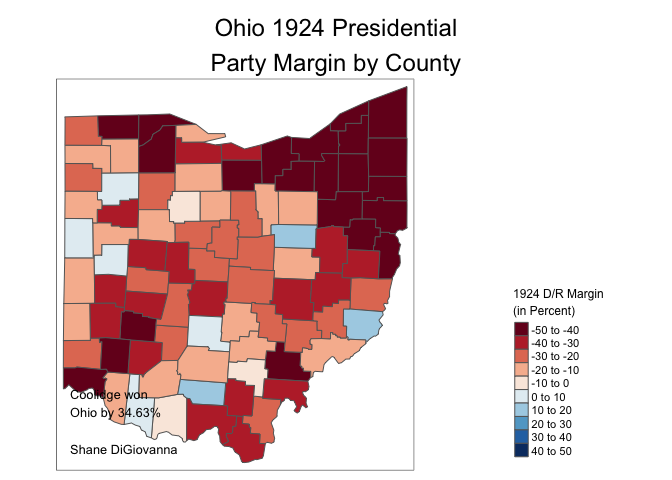 Ohio 1924 Presidential
Party Margin by County
1924 D/R Margin
(in Percent)
-50 to -40
-40 to -30
-30 to -20
-20 to -10
-10 to 0
0 to 10
10 to 20
20 to 30
30 to 40
40 to 50
Coolidge won
Ohio by 34.63%
Shane DiGiovanna